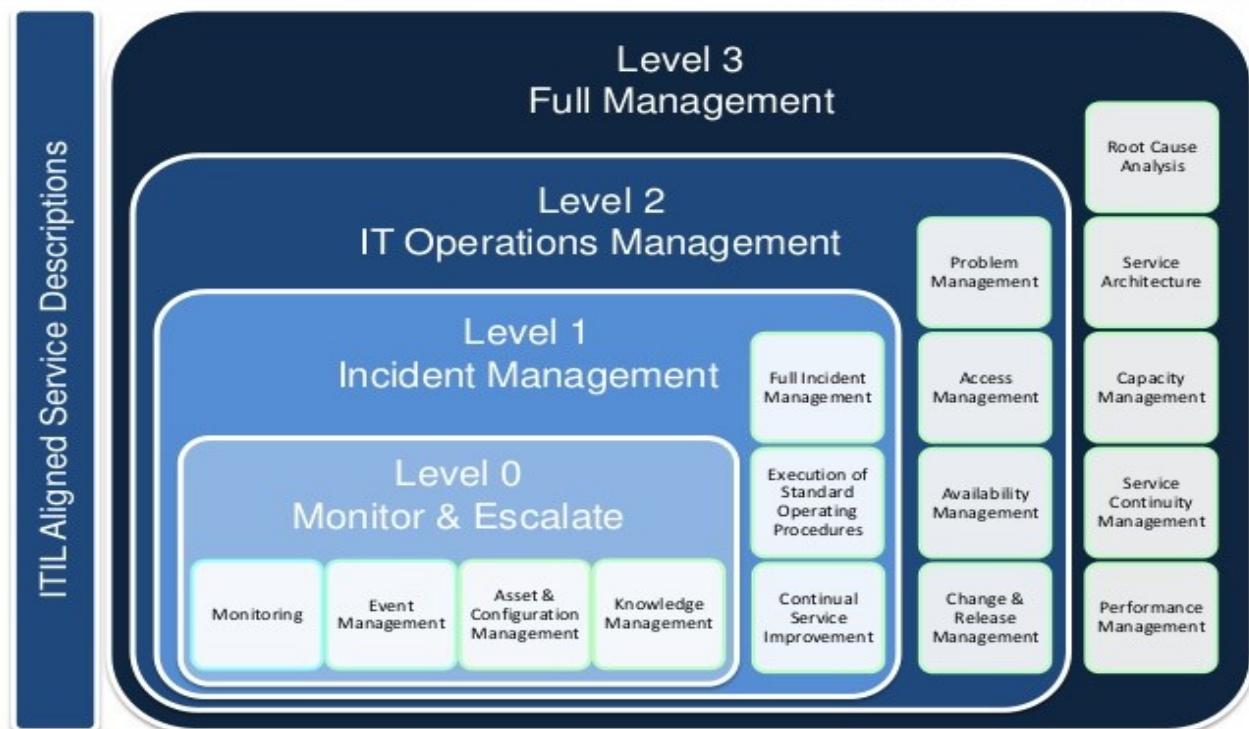 ITIL Aligned Service Descriptions
Level 3
Full Management
Root Cause
Analysis
Level 2
IT Operations Management
Problem
Management
Service
Architecture
Level 1
Incident Management
Full Incident
Management
Access
Management
Capacity
Management
Level 0
Monitor & Escalate
Execution of
Standard
Operating
Procedures
Availability
Management
Service
Continuity
Management
Monitoring
Event
Management
Asset &
Configuration
Management
Knowledge
Management
Continual
Service
Improvement
Change &
Release
Management
Performance
Management